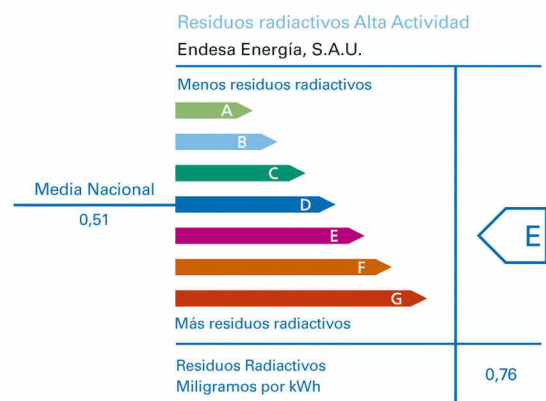 Residuos radiactivos Alta Actividad
Endesa Energía, S.A.U.
Menos residuos radiactivos
A
B
C
Media Nacional
D
0,51
E
E
F
G
Más residuos radiactivos
Residuos Radiactivos
Miligramos por kWh
0,76